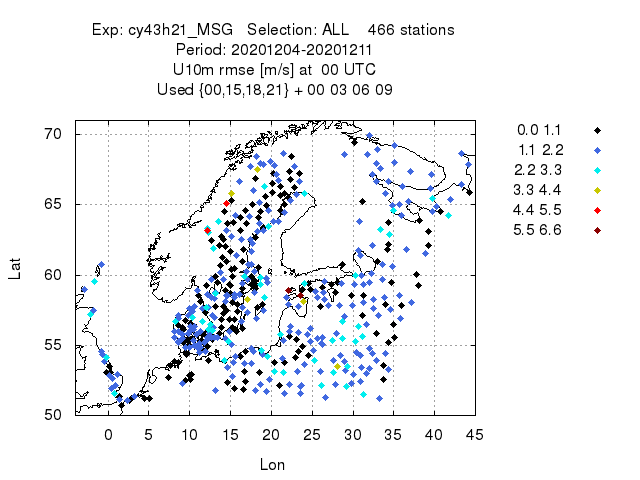 Exp: cy43h21_MSG Selection: ALL 466 stations
Period: 20201204-20201211
U10m rmse [m/s] at 00 UTC
Used {00,15,18,21} + 00 03 06 09
0.0 1.1
1.1 2.2
2.2 3.3
3.3 4.4
4.4 5.5
5.5 6.6
70
65
60
55
50
Lat
0 5 10 15 20 25 30 35 40 45
Lon